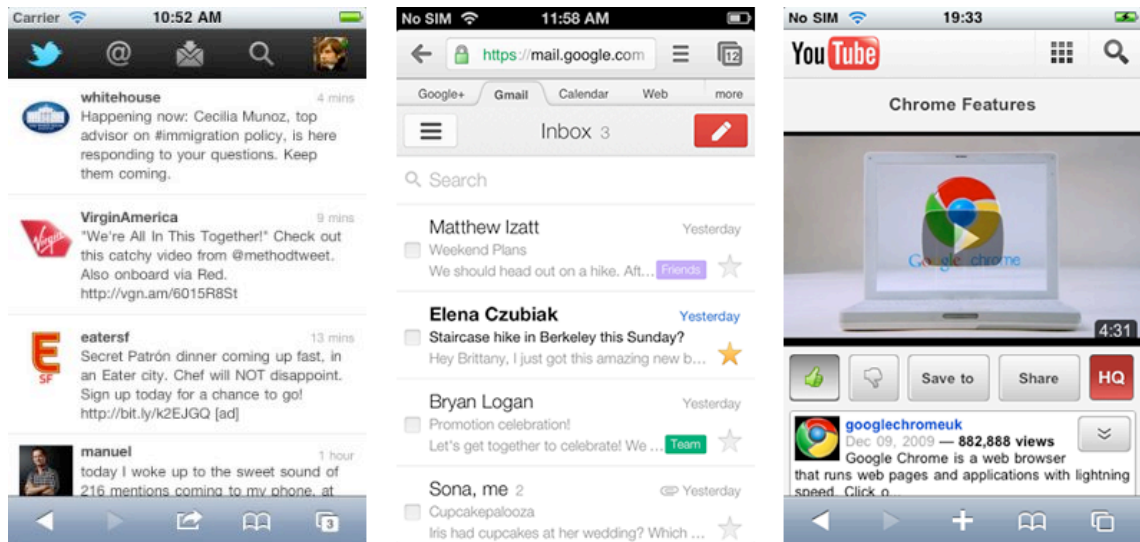 Carrier 10:52 AM
@
whitehouse 4 mins
Happening now: Cecilia Munoz, top
advisor on #immigration policy, is here
responding to your questions. Keep
them coming.
VirginAmerica 9 mins
"We're All In This Together!" Check out
this catchy video from @methodtweet.
Also onboard via Red.
http://vgn.am/6015R8St
Virgin
eatersf 13 mins
Secret Patrón dinner coming up fast, in
an Eater city. Chef will NOT disappoint.
Sign up today for a chance to go!
http://bit.ly/k2EJGQ [ad]
E
SF
manuel 1 hour
today I woke up to the sweet sound of
216 mentions coming to my phone, at
3
No SIM 11:58 AM
https://mail.google.com 12
Google+ Gmail Calendar Web more
Inbox 3
Search
Matthew Izatt Yesterday
Weekend Plans
We should head out on a hike. Aft... Friends
Elena Czubiak Yesterday
Staircase hike in Berkeley this Sunday?
Hey Brittany, I just got this amazing new b...
Bryan Logan Yesterday
Promotion celebration!
Let's get together to celebrate! We ... Team
Sona, me 2 Yesterday
Cupcakepalooza
Iris had cupcakes at her wedding? Which ...
No SIM 19:33
YouTube
Chrome Features
Google chrome
4:31
Save to Share HQ
googlechromeuk
Dec 09, 2009 — 882,888 views
Google Chrome is a web browser
that runs web pages and applications with lightning
speed. Click o...